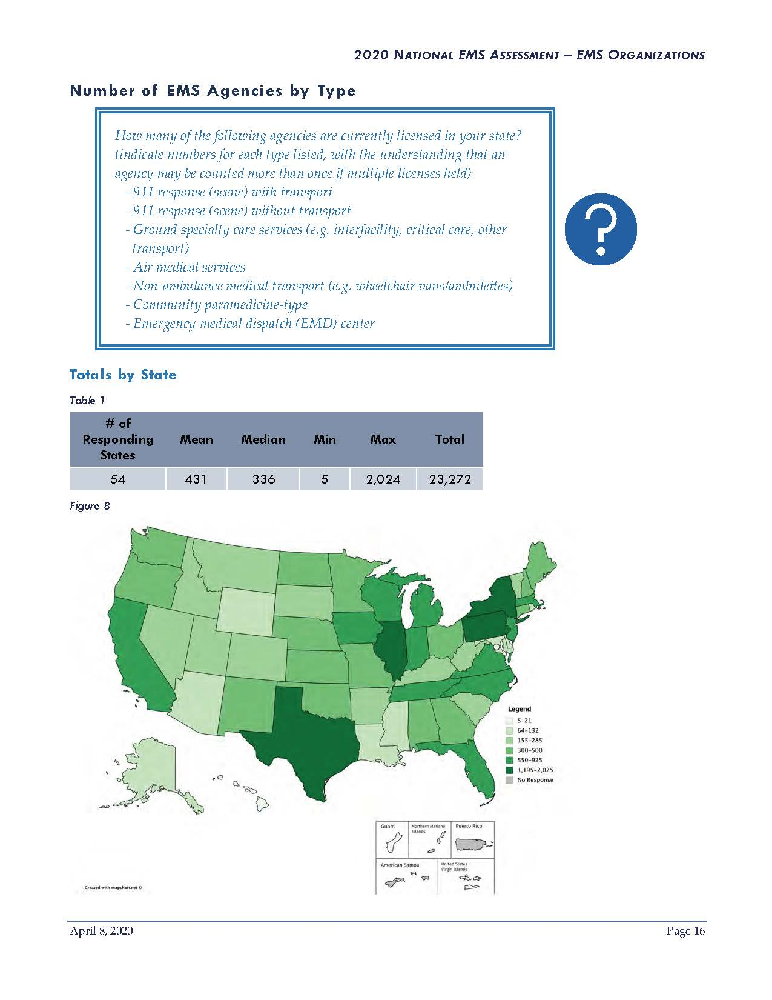 2020 NATIONAL EMS ASSESSMENT – EMS ORGANIZATIONS
Number of EMS Agencies by Type
How many of the following agencies are currently licensed in your state?
(indicate numbers for each type listed, with the understanding that an
agency may be counted more than once if multiple licenses held)
- 911 response (scene) with transport
- 911 response (scene) without transport
- Ground specialty care services (e.g. interfacility, critical care, other
transport)
- Air medical services
- Non-ambulance medical transport (e.g. wheelchair vans/ambulettes)
- Community paramedicine-type
- Emergency medical dispatch (EMD) center
?
Totals by State
Table 1
# of
Responding Mean Median Min Max Total
States
54 431 336 5 2,024 23,272
Figure 8
Legend
5-21
64-132
155-285
300-500
550-925
1,195-2,025
No Response
Guam Northern Mariana Puerto Rico
Islands
American Samoa United States
Virgin Islands
Created with mapchart.net ©
April 8, 2020 Page 16